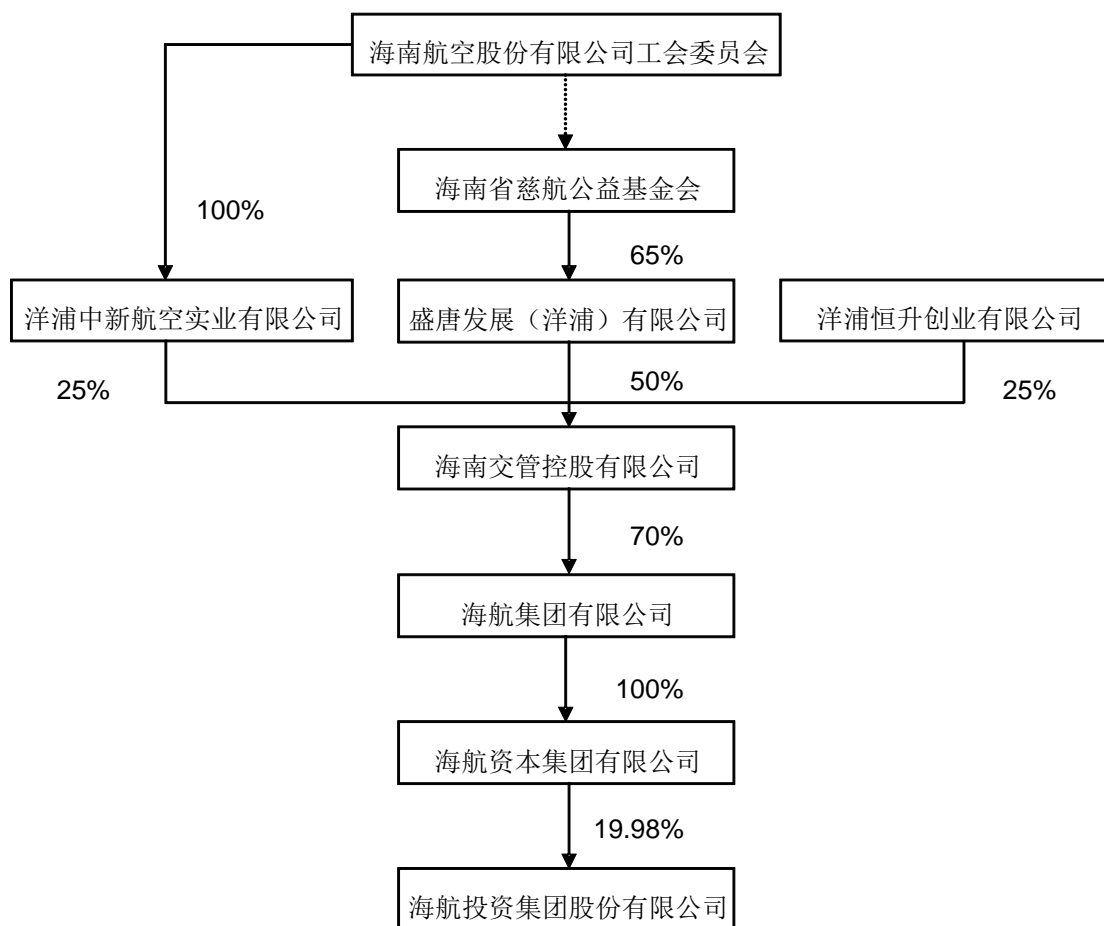 海南航空股份有限公司工会委员会
海南省慈航公益基金会
100%
65%
洋浦中新航空实业有限公司
盛唐发展（洋浦）有限公司
洋浦恒升创业有限公司
25%
50%
25%
海南交管控股有限公司
70%
海航集团有限公司
100%
海航资本集团有限公司
19.98%
海航投资集团股份有限公司